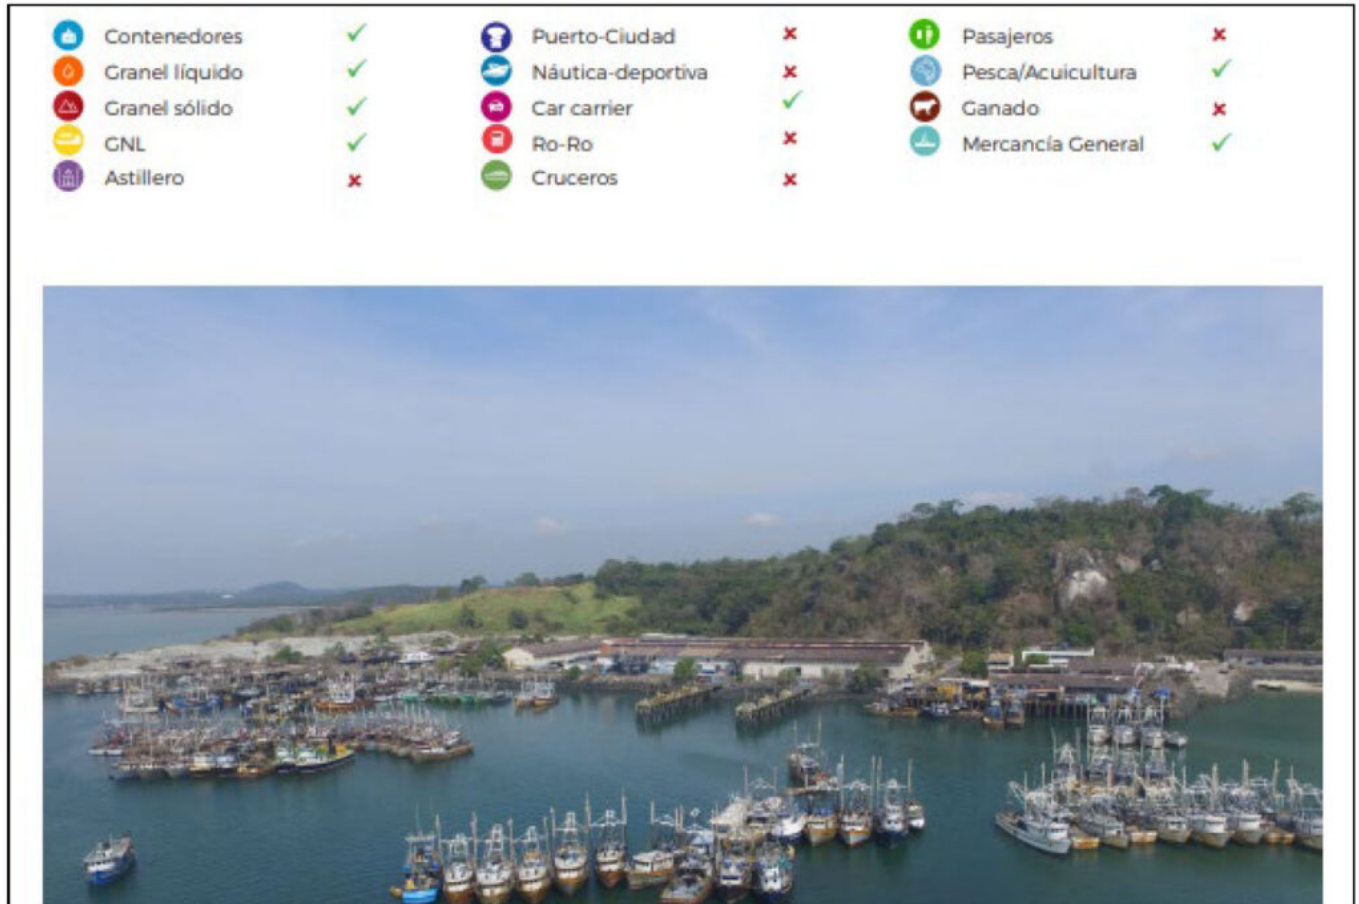 Contenedores ✓
Granel líquido ✓
Granel sólido ✓
GNL ✓
Astillero ✗
Puerto-Ciudad ✗
Náutica-deportiva ✗
Car carrier ✓
Ro-Ro ✗
Cruceros ✗
Pasajeros ✗
Pesca/Acuicultura ✓
Ganado ✗
Mercancía General ✓